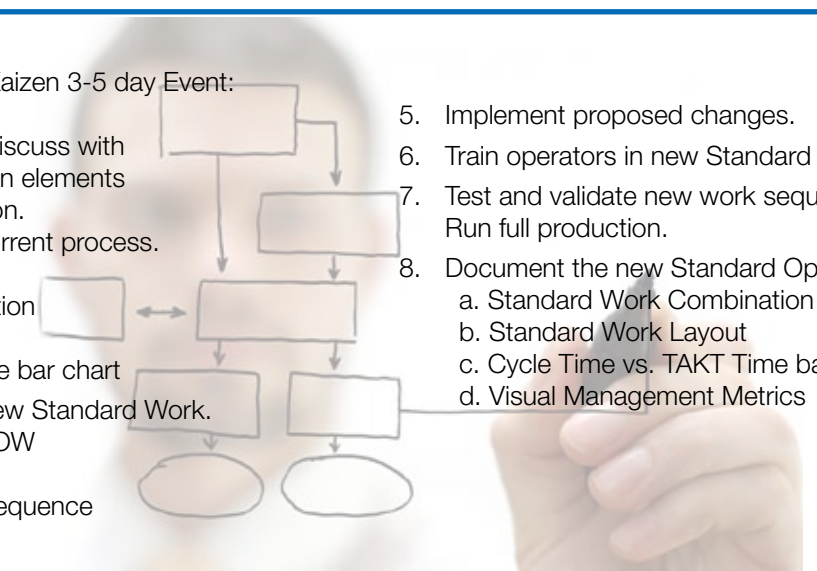 aizen 3-5 day Event:
iscuss with
n elements
on.
rrent process.
tion
e bar chart
ew Standard Work.
OW
equence
5. Implement proposed changes.
6. Train operators in new Standard
7. Test and validate new work sequ
Run full production.
8. Document the new Standard Op
a. Standard Work Combination
b. Standard Work Layout
c. Cycle Time vs. TAKT Time ba
d. Visual Management Metrics